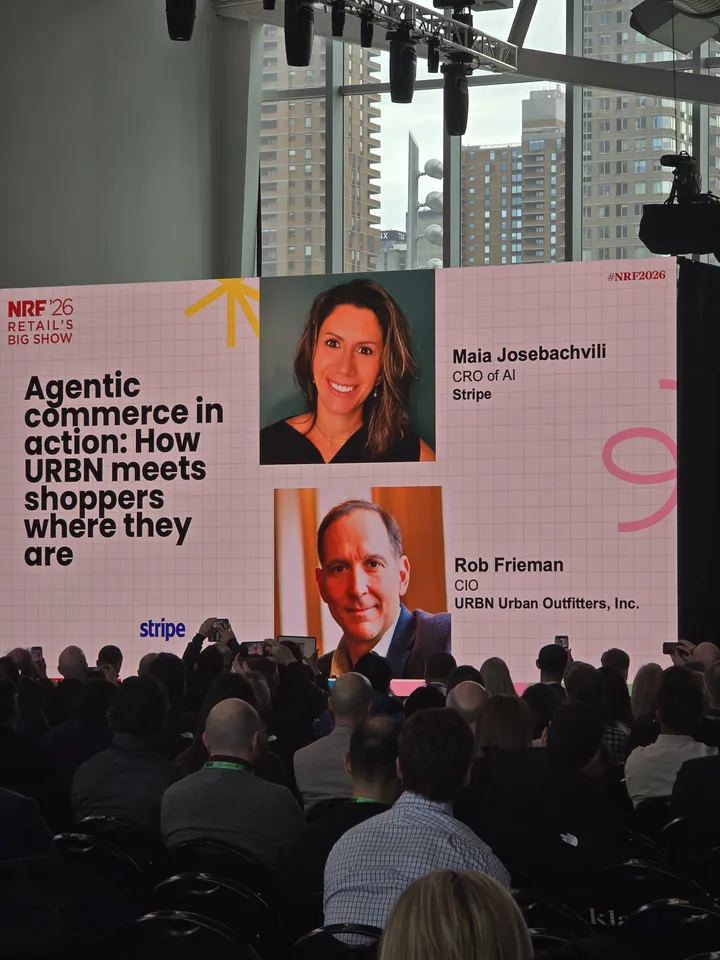 NRF '26
RETAIL'S
BIG SHOW
#NRF2026
Agentic
commerce in
action: How
URBN meets
shoppers
where they
are
Maia Josebachvili
CRO of AI
Stripe
Rob Frieman
CIO
URBN Urban Outfitters, Inc.
stripe